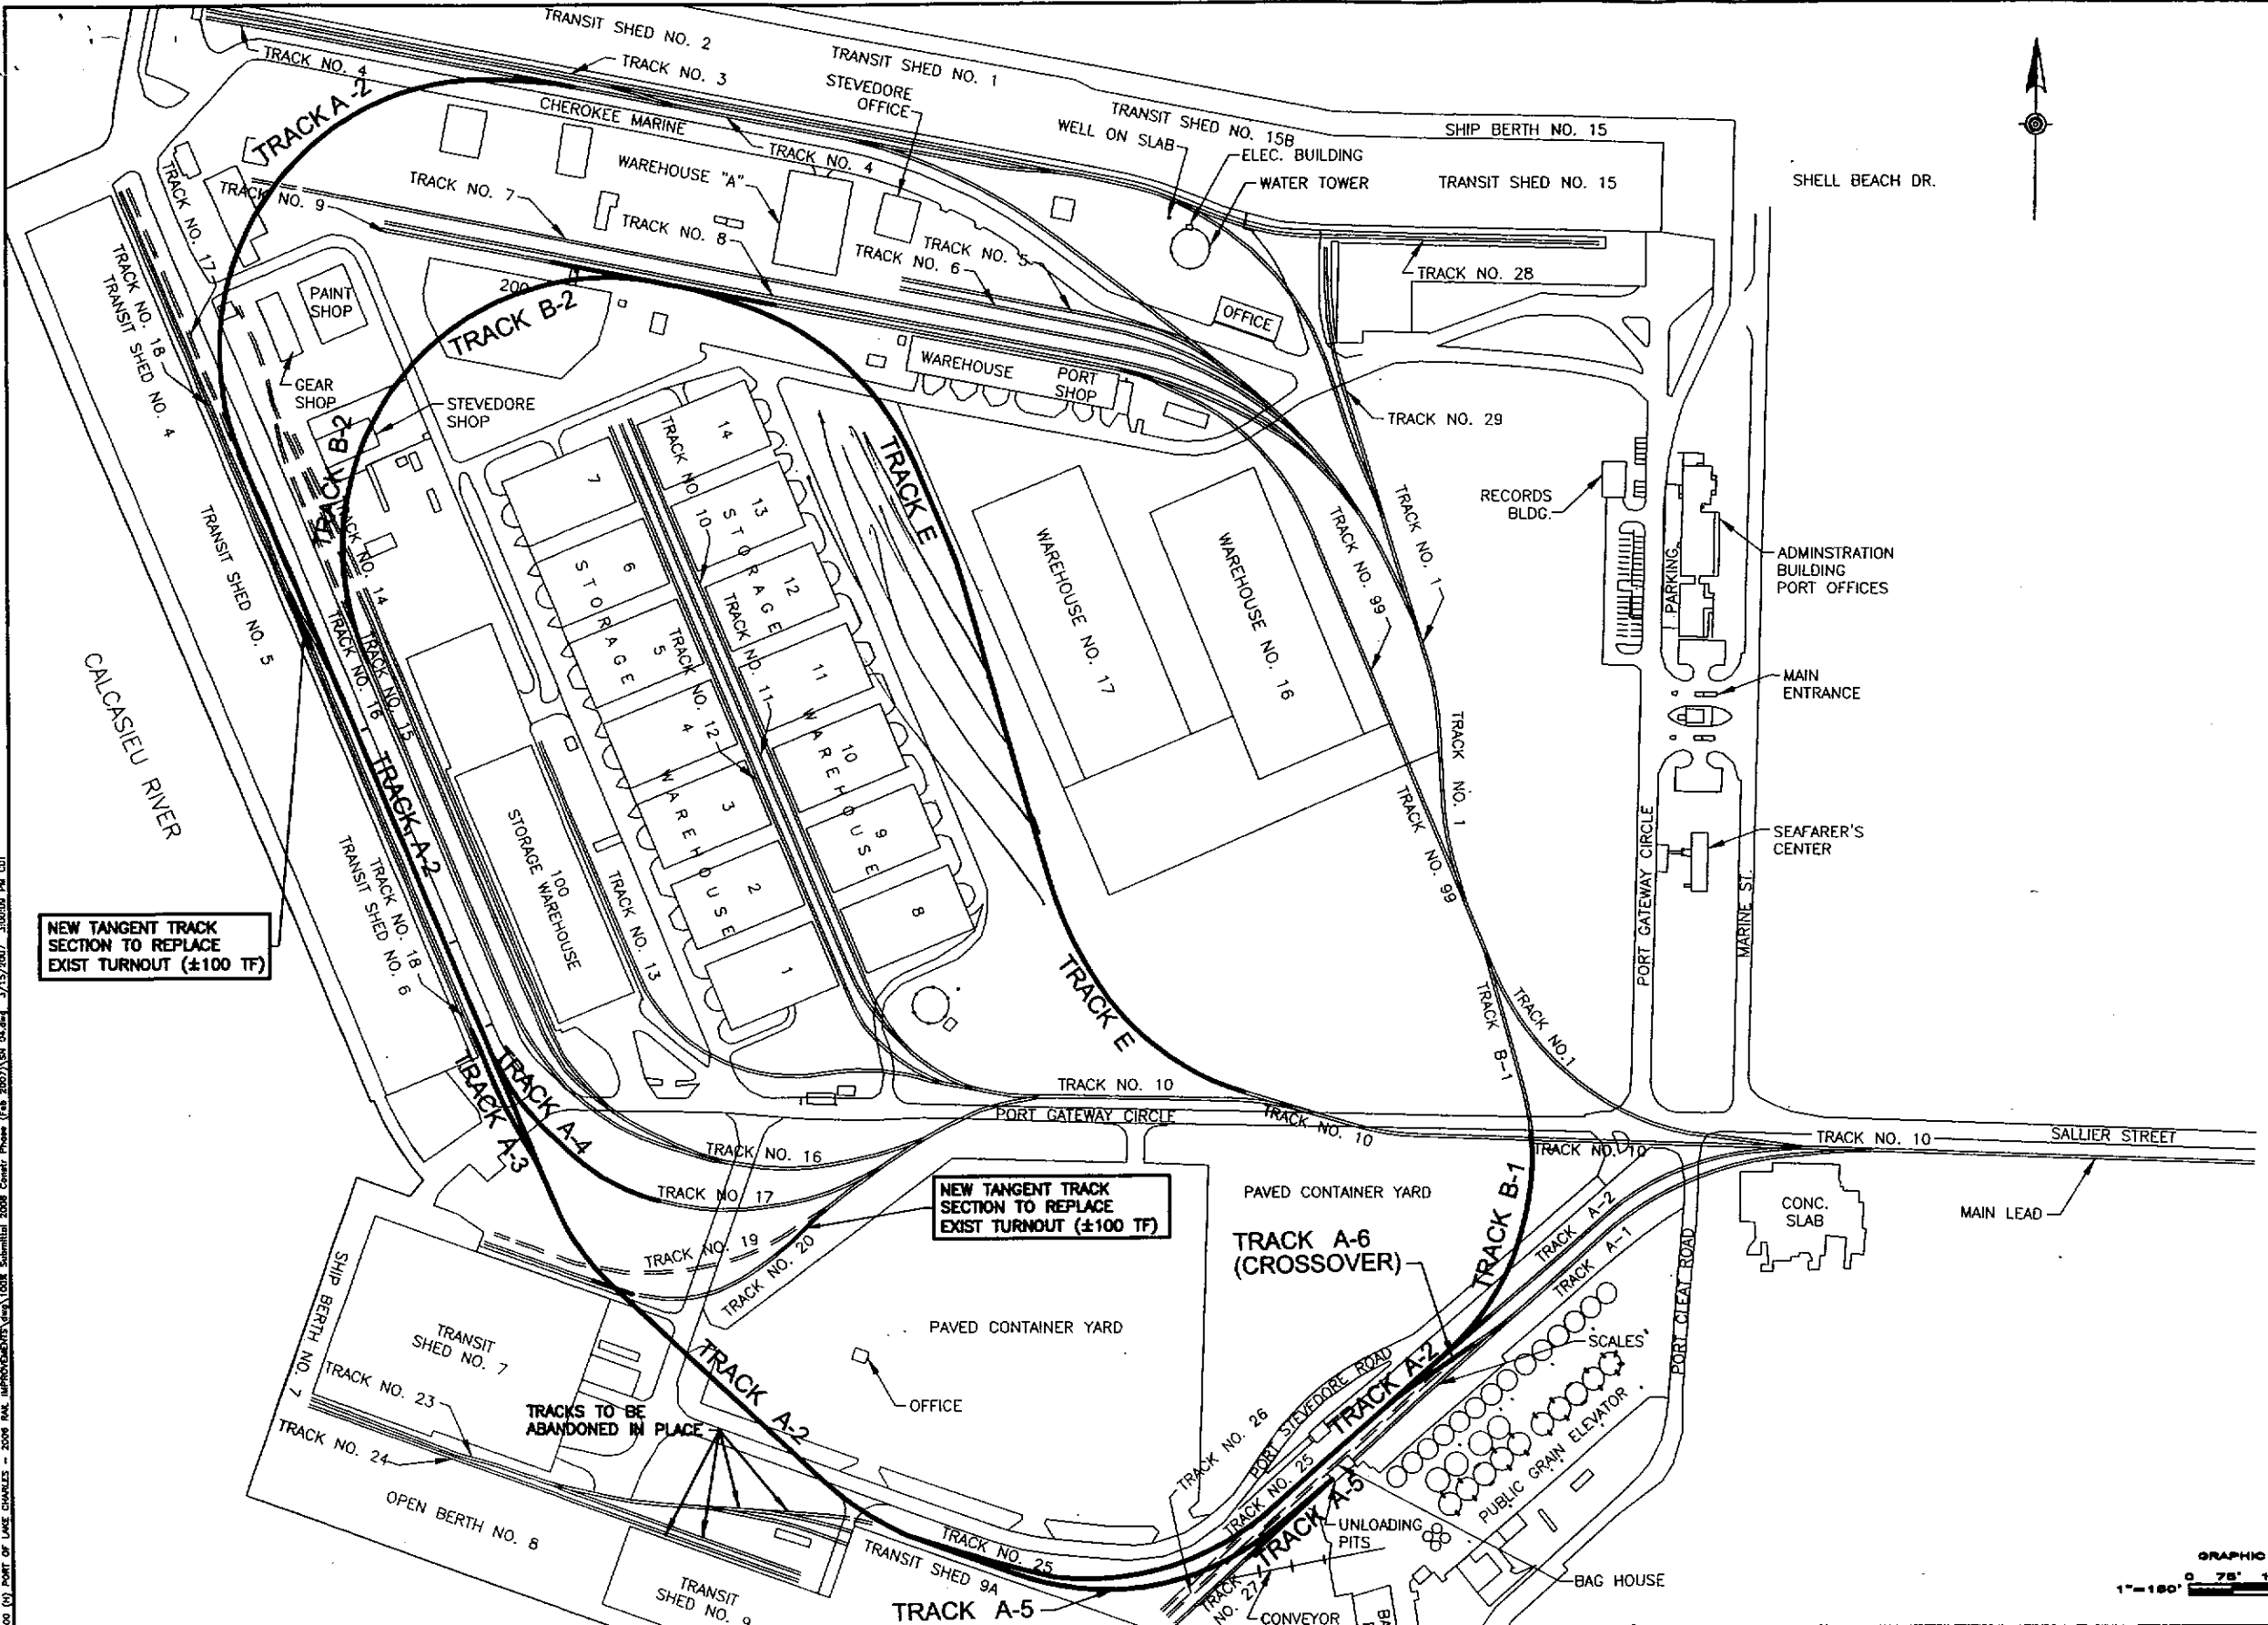 TRANSIT SHED NO. 2
TRACK NO. 4
TRACK NO. 3
TRANSIT SHED NO. 1
STEVEDORE
OFFICE
TRACK A-2
CHEROKEE MARINE
TRACK NO. 4
WELL ON SLAB
TRANSIT SHED NO. 15B
ELEC. BUILDING
WATER TOWER
SHIP BERTH NO. 15
TRANSIT SHED NO. 15
SHELL BEACH DR.
TRACK NO. 17
TRACK NO. 9
TRACK NO. 7
WAREHOUSE "A"
TRACK NO. 8
TRACK NO. 5
TRACK NO. 6
TRACK NO. 28
TRACK NO. 18
TRANSIT SHED NO. 4
PAINT
SHOP
200
TRACK B-2
OFFICE
GEAR
SHOP
STEVEDORE
SHOP
WAREHOUSE
PORT
SHOP
TRACK NO. 29
TRACK B-2
TRACK NO. 14
TRACK E
TRACK NO. 10
14
13
12
11
10
9
8
7
6
5
4
3
2
1
STORAGE WAREHOUSE
STORAGE WAREHOUSE
TRACK NO. 11
TRACK NO. 12
WAREHOUSE NO. 17
WAREHOUSE NO. 16
TRACK NO. 99
TRACK NO. 1
RECORDS
BLDG.
PARKING
ADMINSTRATION
BUILDING
PORT OFFICES
MAIN
ENTRANCE
TRANSIT SHED NO. 5
CALCASIEU RIVER
TRACK NO. 16
TRACK NO. 15
TRACK A-2
100
STORAGE WAREHOUSE
TRACK NO. 13
TRACK NO. 1
TRACK NO. 99
PORT GATEWAY CIRCLE
MARINE ST.
SEAFARER'S
CENTER
TRACK NO. 18
TRANSIT SHED NO. 6
NEW TANGENT TRACK
SECTION TO REPLACE
EXIST TURNOUT (±100 TF)
TRACK E
TRACK B-1
TRACK NO.1
TRACK A-3
TRACK A-4
TRACK NO. 10
PORT GATEWAY CIRCLE
TRACK NO. 10
TRACK NO. 10
TRACK NO. 10
SALLIER STREET
MAIN LEAD
TRACK NO. 16
TRACK NO. 17
NEW TANGENT TRACK
SECTION TO REPLACE
EXIST TURNOUT (±100 TF)
PAVED CONTAINER YARD
TRACK B-1
TRACK A-2
TRACK A-1
CONC.
SLAB
TRACK NO. 19
TRACK NO. 20
TRACK A-6
(CROSSOVER)
PORT CLEAT ROAD
SHIP BERTH NO. 7
TRANSIT
SHED NO. 7
PAVED CONTAINER YARD
SCALES
TRACK NO. 23
TRACK A-2
OFFICE
PORT STEVEDORE ROAD
TRACK A-2
PUBLIC GRAIN ELEVATOR
TRACK NO. 24
TRACKS TO BE
ABANDONED IN PLACE
OPEN BERTH NO. 8
TRACK NO. 26
TRACK NO. 25
TRACK A-5
UNLOADING
PITS
TRACK NO. 25
TRANSIT SHED 9A
TRANSIT
SHED NO. 9
TRACK A-5
TRACK
NO. 27
CONVEYOR
BAG HOUSE
GRAPHIC
0 75'
1"=150'